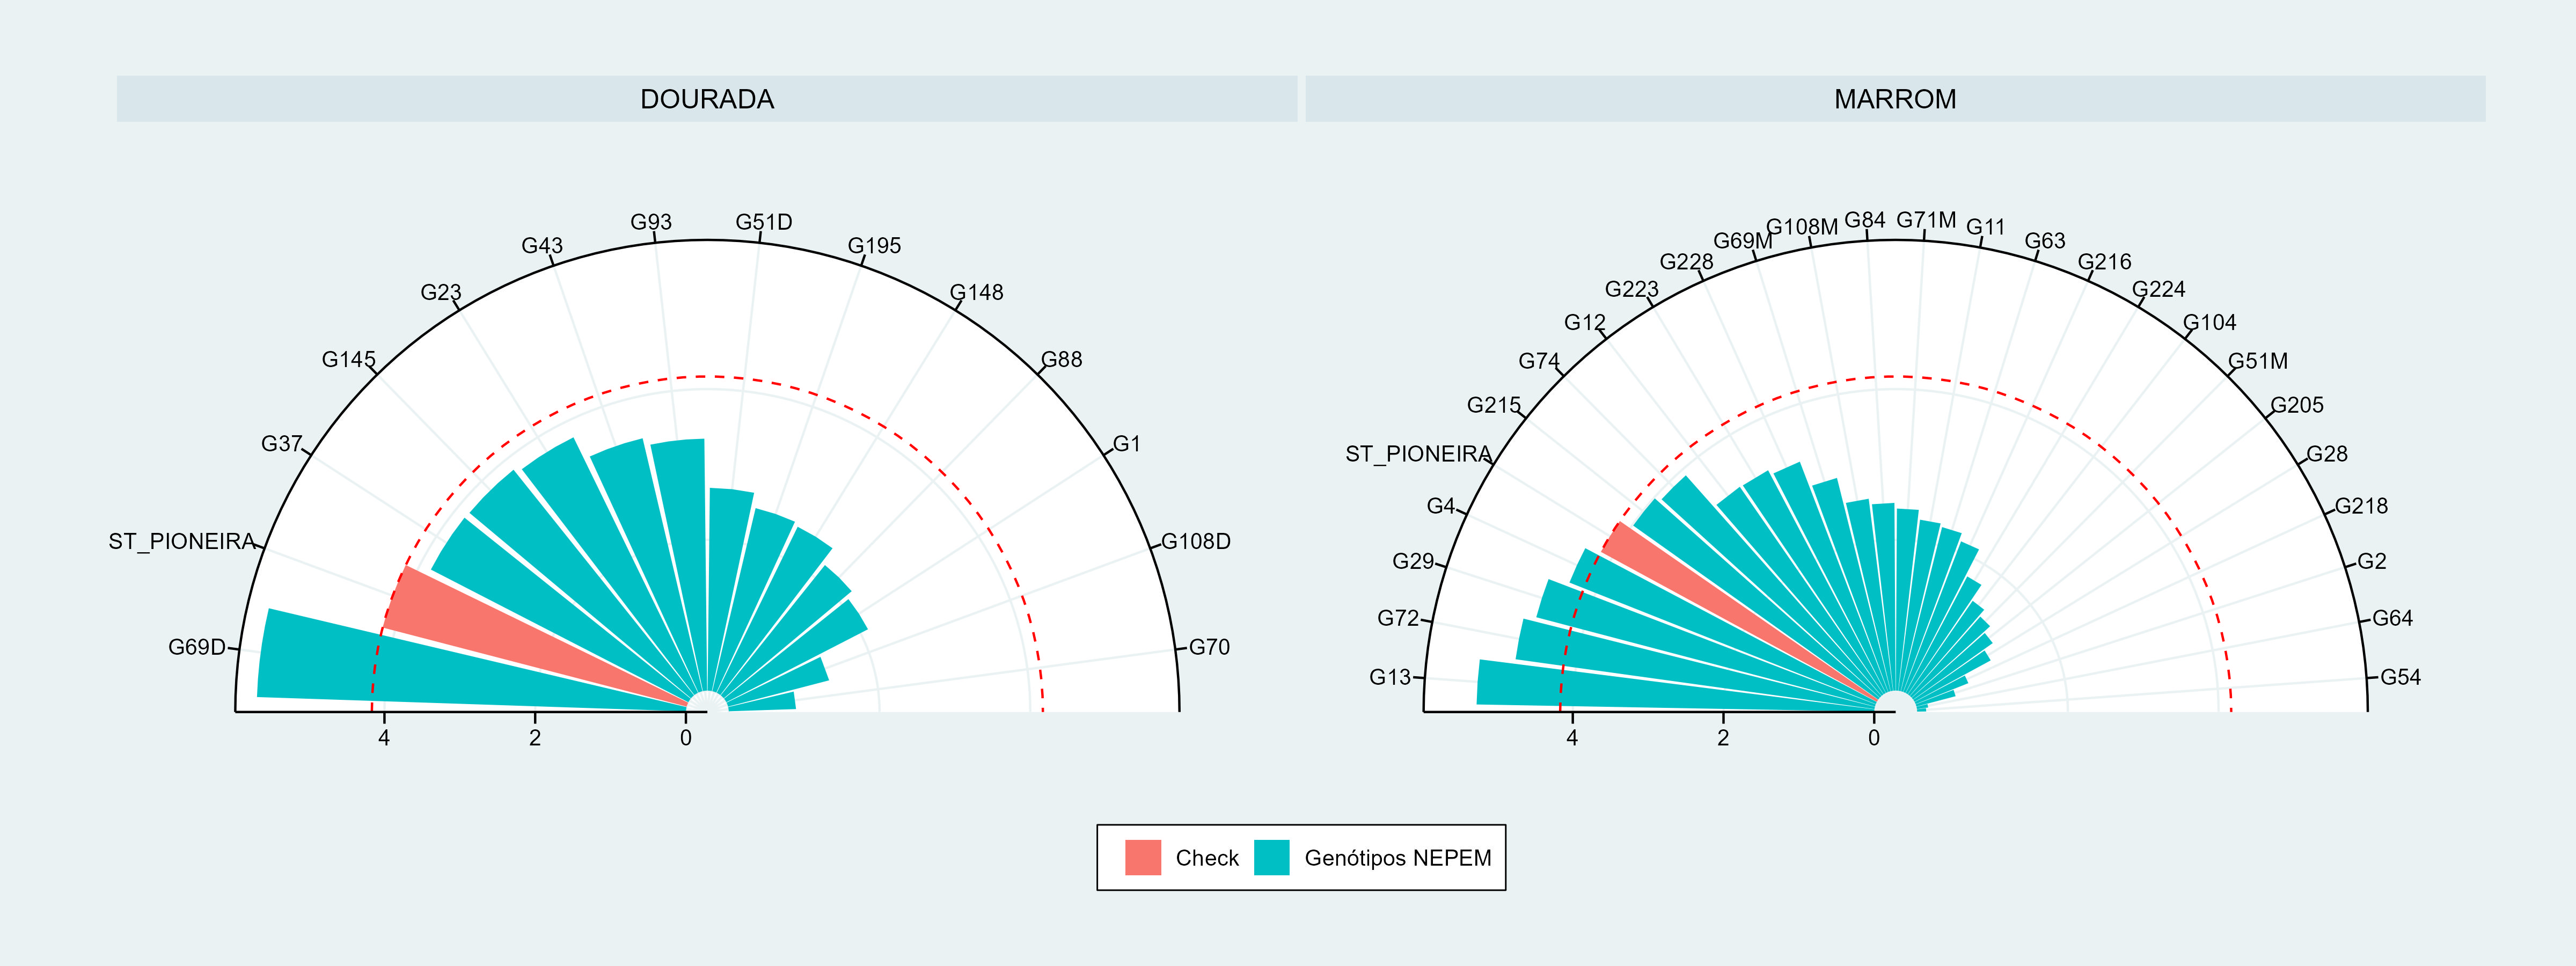 DOURADA
MARROM
G69D
ST_PIONEIRA
G37
G145
G23
G43
G93
G51D
G195
G148
G88
G1
G108D
G70
4 2 0
G13
G72
G29
G4
ST_PIONEIRA
G215
G74
G12
G223
G228
G69M
G108M
G84
G71M
G11
G63
G216
G224
G104
G51M
G205
G28
G218
G2
G64
G54
4 2 0
Check Genótipos NEPEM